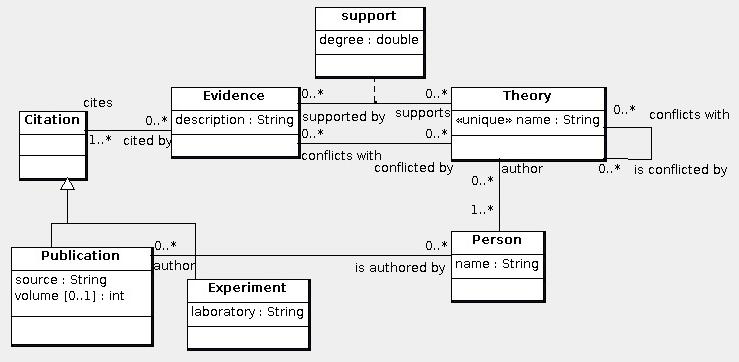 support
degree : double
cites
Evidence
0..*
0..*
Theory
0..*
conflicts with
Citation
0..*
description : String
supported by
supports
«unique» name : String
1..*
cited by
0..*
0..*
conflicts with
conflicted by
author
0..*
is conflicted by
0..*
1..*
Publication
0..*
0..*
Person
author
is authored by
name : String
source : String
volume [0..1] : int
Experiment
laboratory : String